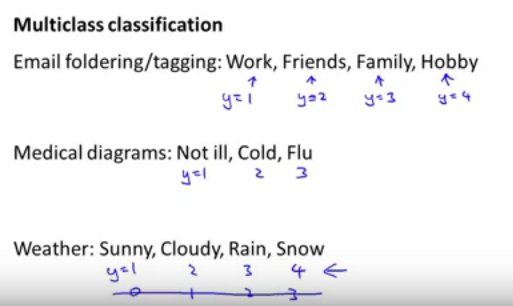 Multiclass classification
Email foldering/tagging: Work, Friends, Family, Hobby
y=1 y=2 y=3 y=4
Medical diagrams: Not ill, Cold, Flu
y=1 2 3
Weather: Sunny, Cloudy, Rain, Snow
y=1 2 3 4 ←
0 1 2 3